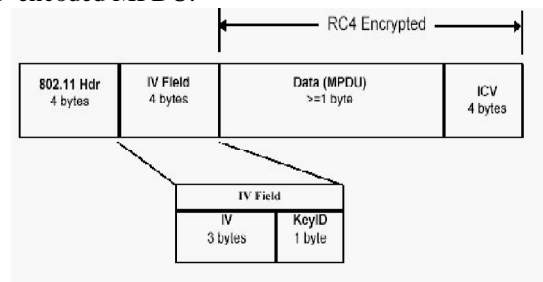 encoded MPDU.
RC4 Encrypted
802.11 Hdr
4 bytes
IV Field
4 bytes
Data (MPDU)
>=1 byte
ICV
4 bytes
IV Field
IV
3 bytes
KeyID
1 byte